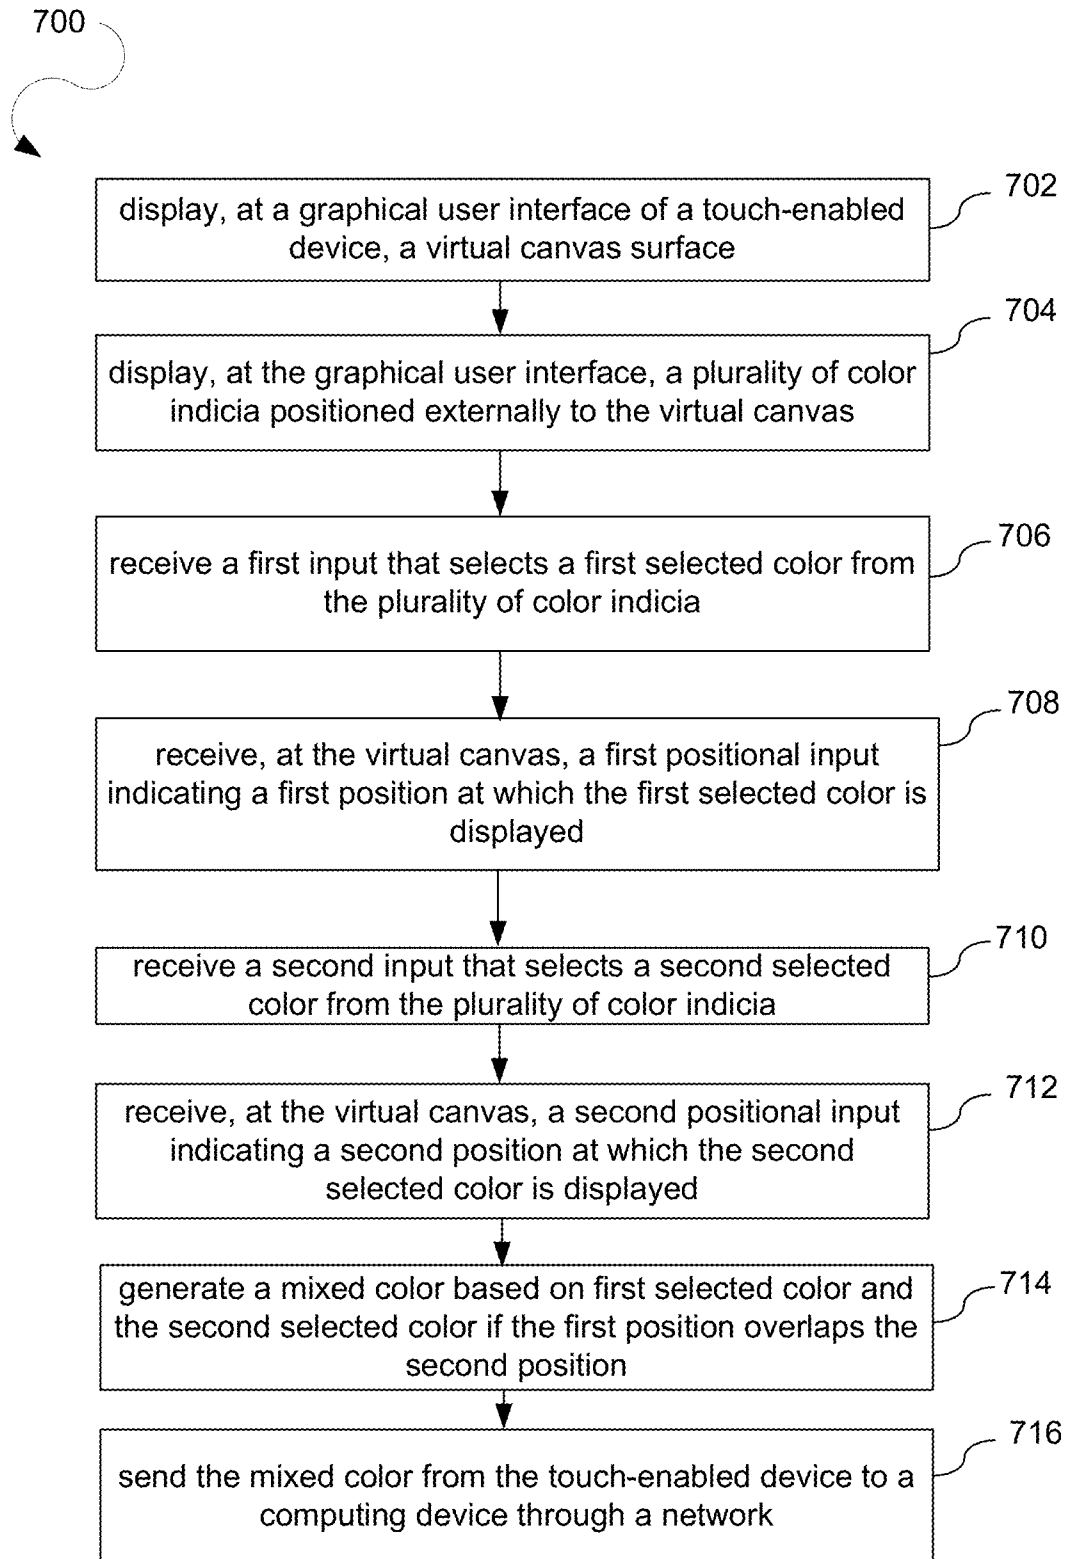 700
702
display, at a graphical user interface of a touch-enabled
device, a virtual canvas surface
704
display, at the graphical user interface, a plurality of color
indicia positioned externally to the virtual canvas.
706
receive a first input that selects a first selected color from
the plurality of color indicia
708
receive, at the virtual canvas, a first positional input
indicating a first position at which the first selected color is
displayed
710
receive a second input that selects a second selected
color from the plurality of color indicia
712
receive, at the virtual canvas, a second positional input
indicating a second position at which the second
selected color is displayed
714
generate a mixed color based on first selected color and
the second selected color if the first position overlaps the
second position
716
send the mixed color from the touch-enabled device to a
computing device through a network